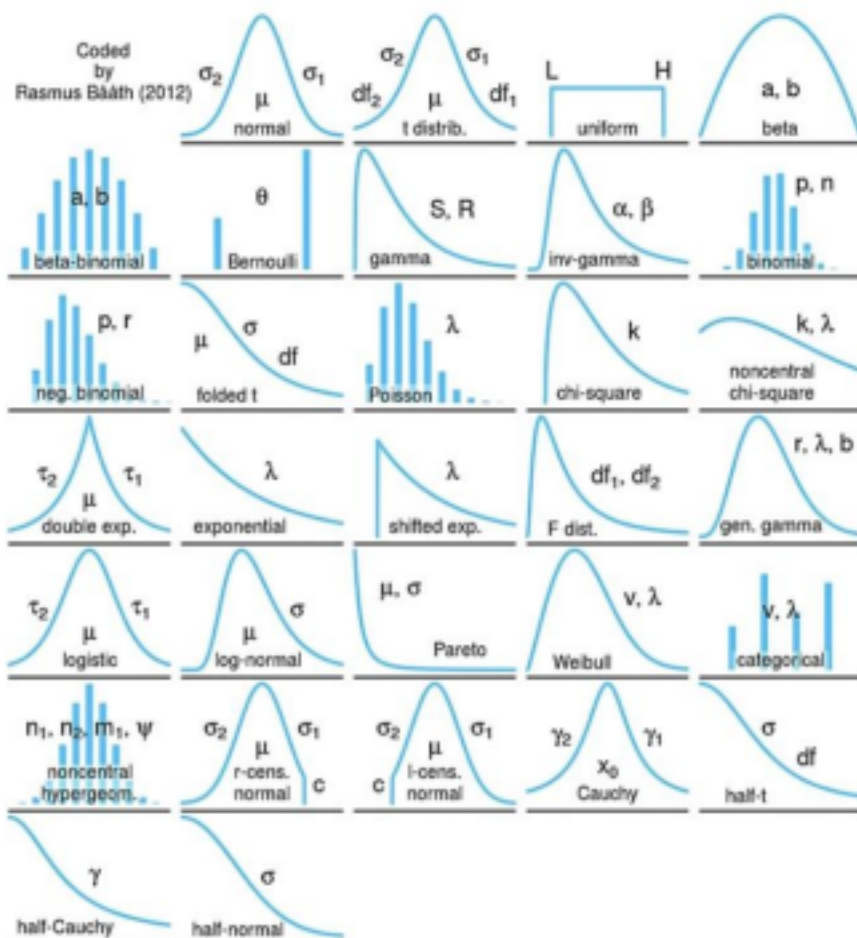 Coded
by
Rasmus Bååth (2012)
σ2 σ1
μ
normal
σ2 σ1
df2 μ df1
t distrib.
L H
uniform
a, b
beta
a, b
beta-binomial
θ
Bernoulli
S, R
gamma
α, β
inv-gamma
p, n
binomial
p, r
neg. binomial
μ σ df
folded t
λ
Poisson
k
chi-square
k, λ
noncentral
chi-square
τ2 τ1
μ
double exp.
λ
exponential
λ
shifted exp.
df1, df2
F dist.
r, λ, b
gen. gamma
τ2 τ1
μ
logistic
μ σ
log-normal
μ, σ
Pareto
v, λ
Weibull
v, λ
categorical
n1, n2, m1, ψ
noncentral
hypergeom.
σ2 σ1
μ
r-cens.
normal c
σ2 σ1
μ
l-cens.
c normal
γ2 γ1
x0
Cauchy
σ
df
half-t
γ
half-Cauchy
σ
half-normal